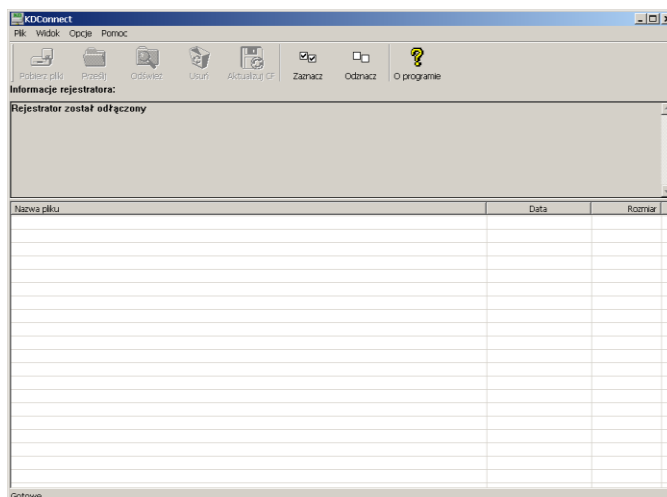 KDConnect
Plik Widok Opcje Pomoc
Pobierz pliki Prześlij Odśwież Usuń Aktualizuj CF Zaznacz Odznacz O programie
Informacje rejestratora:
Rejestrator został odłączony
Nazwa pliku Data Rozmiar
Gotowe